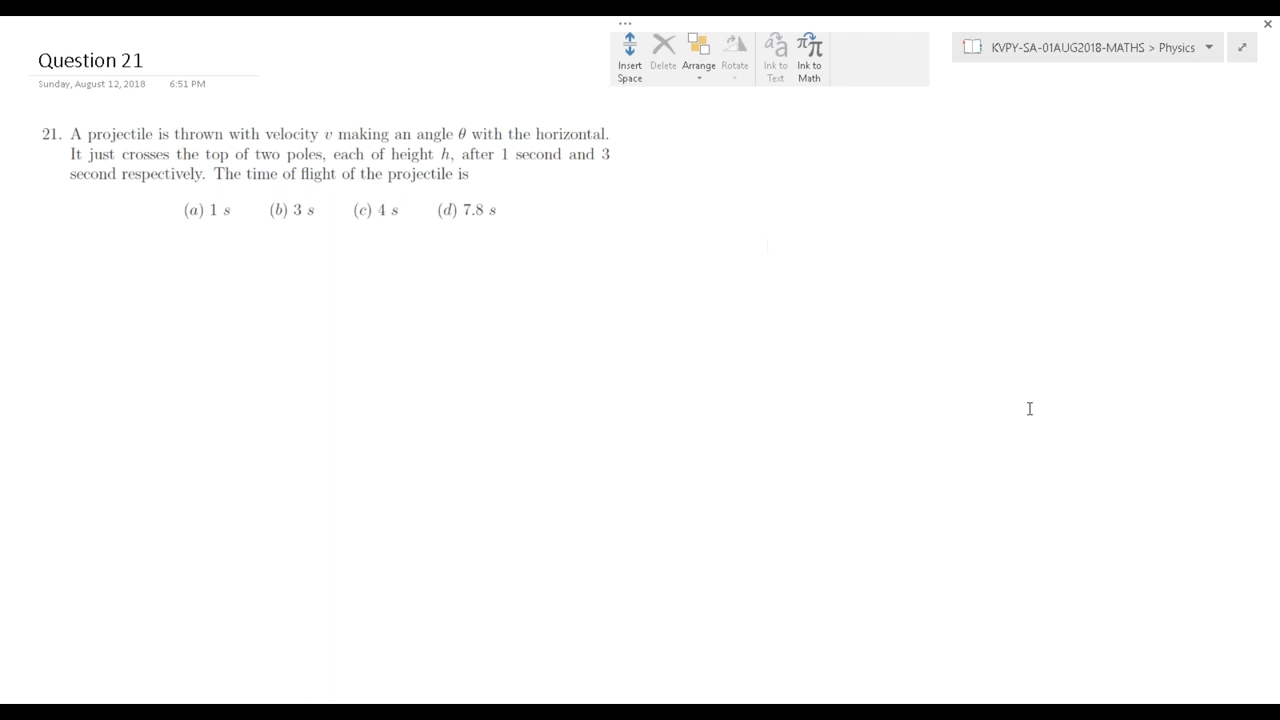 Question 21
Sunday, August 12, 2018 6:51 PM
Insert Space
Delete
Arrange
Rotate
Ink to Text
Ink to Math
KVPY-SA-01AUG2018-MATHS > Physics
21. A projectile is thrown with velocity v making an angle θ with the horizontal.
It just crosses the top of two poles, each of height h, after 1 second and 3
second respectively. The time of flight of the projectile is
(a) 1 s (b) 3 s (c) 4 s (d) 7.8 s